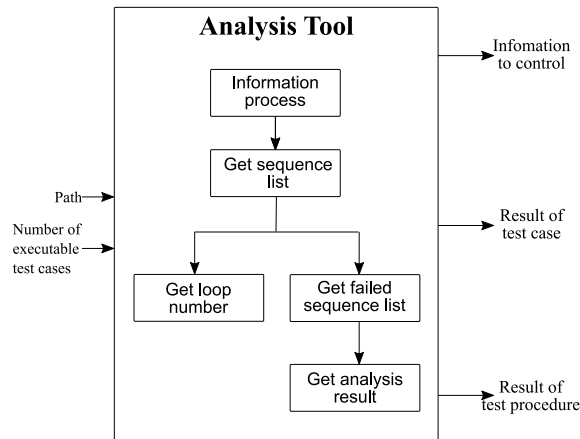 Analysis Tool
Infomation
to control
Information
process
Get sequence
list
Path
Number of
executable
test cases
Result of
test case
Get loop
number
Get failed
sequence list
Get analysis
result
Result of
test procedure